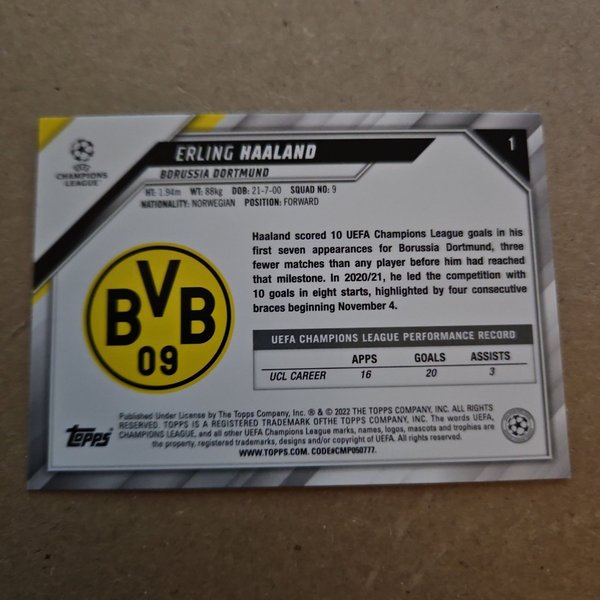 ERLING HAALAND
1
UEFA
CHAMPIONS
LEAGUE
BORUSSIA DORTMUND
HT: 1.94m WT: 88kg DOB: 21-7-00 SQUAD NO: 9
NATIONALITY: NORWEGIAN POSITION: FORWARD
Haaland scored 10 UEFA Champions League goals in his
first seven appearances for Borussia Dortmund, three
fewer matches than any player before him had reached
that milestone. In 2020/21, he led the competition with
10 goals in eight starts, highlighted by four consecutive
braces beginning November 4.
BVB
09
UEFA CHAMPIONS LEAGUE PERFORMANCE RECORD
APPS GOALS ASSISTS
UCL CAREER 16 20 3
Topps
Published Under License by The Topps Company, Inc. ® & © 2022 THE TOPPS COMPANY, INC. ALL RIGHTS
RESERVED. TOPPS IS A REGISTERED TRADEMARK OFTHE TOPPS COMPANY, INC. The words UEFA,
CHAMPIONS LEAGUE, and all other UEFA Champions League marks, names, logos, mascots and trophies are
the property, registered trademarks, designs and/or copyright of UEFA. All rights reserved.
WWW.TOPPS.COM. CODE#CMP050777.